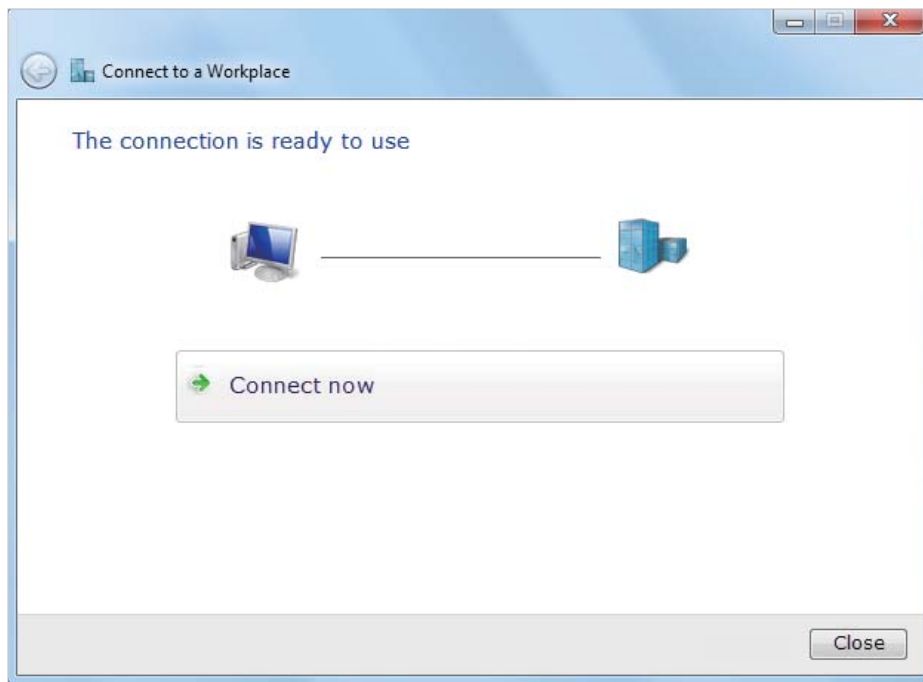 Connect to a Workplace
The connection is ready to use
Connect now
Close